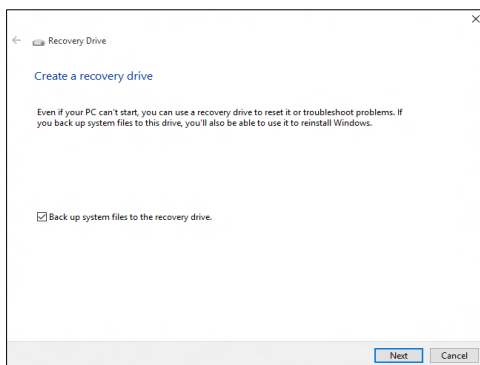 Recovery Drive
Create a recovery drive
Even if your PC can't start, you can use a recovery drive to reset it or troubleshoot problems. If
you back up system files to this drive, you'll also be able to use it to reinstall Windows.
Back up system files to the recovery drive.
Next Cancel